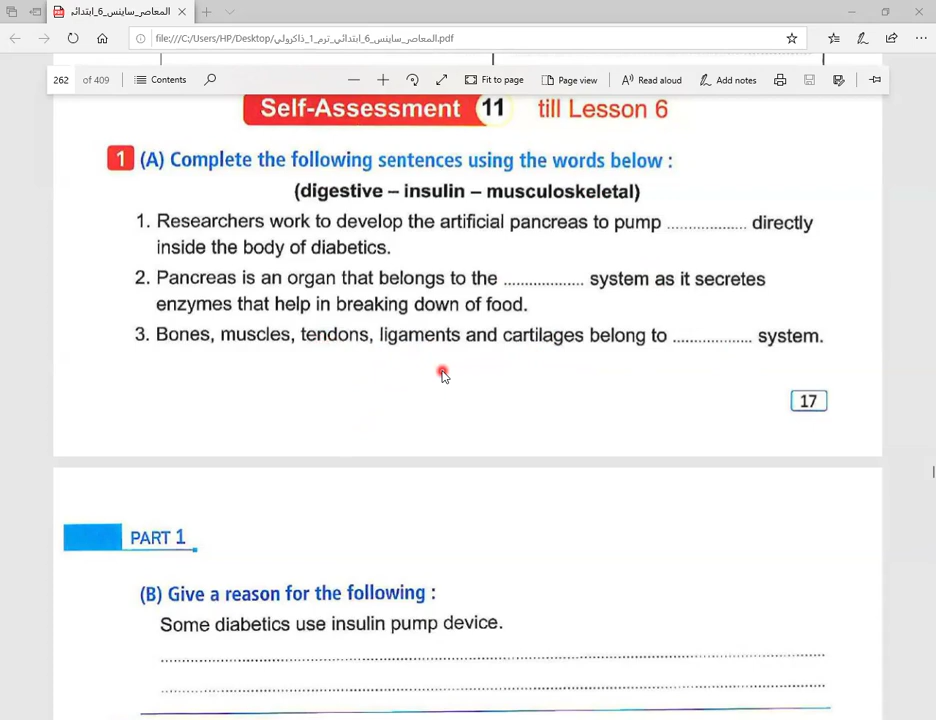 المعاصر_ساينس_6_ابتدائي
file:///C:/Users/HP/Desktop/المعاصر_ساينس_6_ابتدائي_ترم_1_ذاكرولي.pdf
262 of 409 Contents Fit to page Page view Read aloud Add notes
Self-Assessment 11 till Lesson 6
1 (A) Complete the following sentences using the words below :
(digestive – insulin – musculoskeletal)
1. Researchers work to develop the artificial pancreas to pump .................. directly
inside the body of diabetics.
2. Pancreas is an organ that belongs to the .................. system as it secretes
enzymes that help in breaking down of food.
3. Bones, muscles, tendons, ligaments and cartilages belong to .................. system.
17
PART 1
(B) Give a reason for the following :
Some diabetics use insulin pump device.